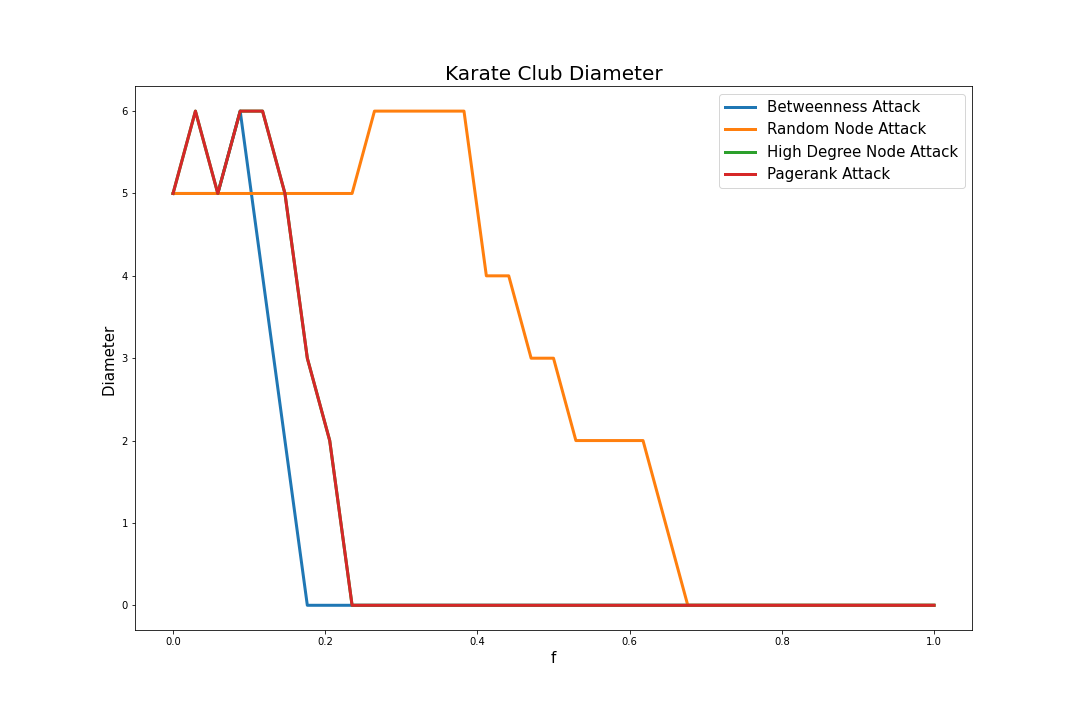 Karate Club Diameter
Betweenness Attack
Random Node Attack
High Degree Node Attack
Pagerank Attack
Diameter
6
5
4
3
2
1
0
0.0 0.2 0.4 0.6 0.8 1.0
f